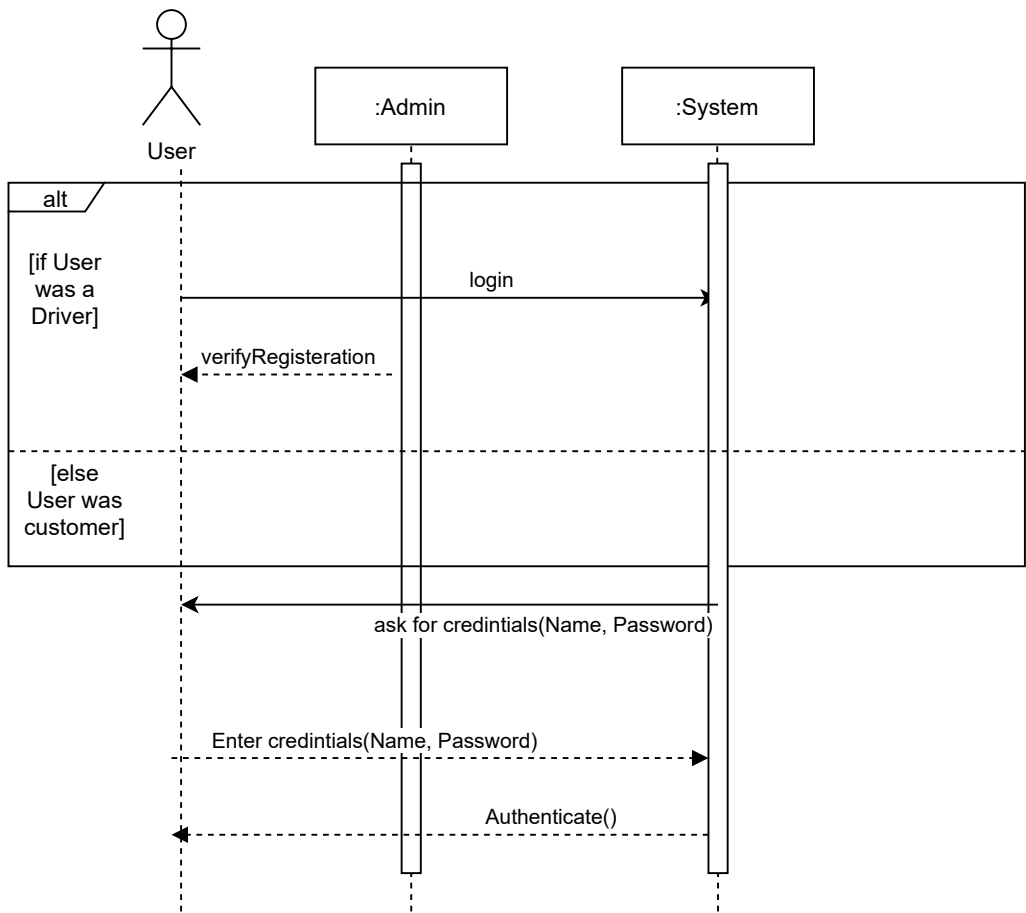 :Admin
:System
User
alt
[if User
was a
Driver]
login
verifyRegisteration
[else
User was
customer]
ask for credintials(Name, Password)
Enter credintials(Name, Password)
Authenticate()